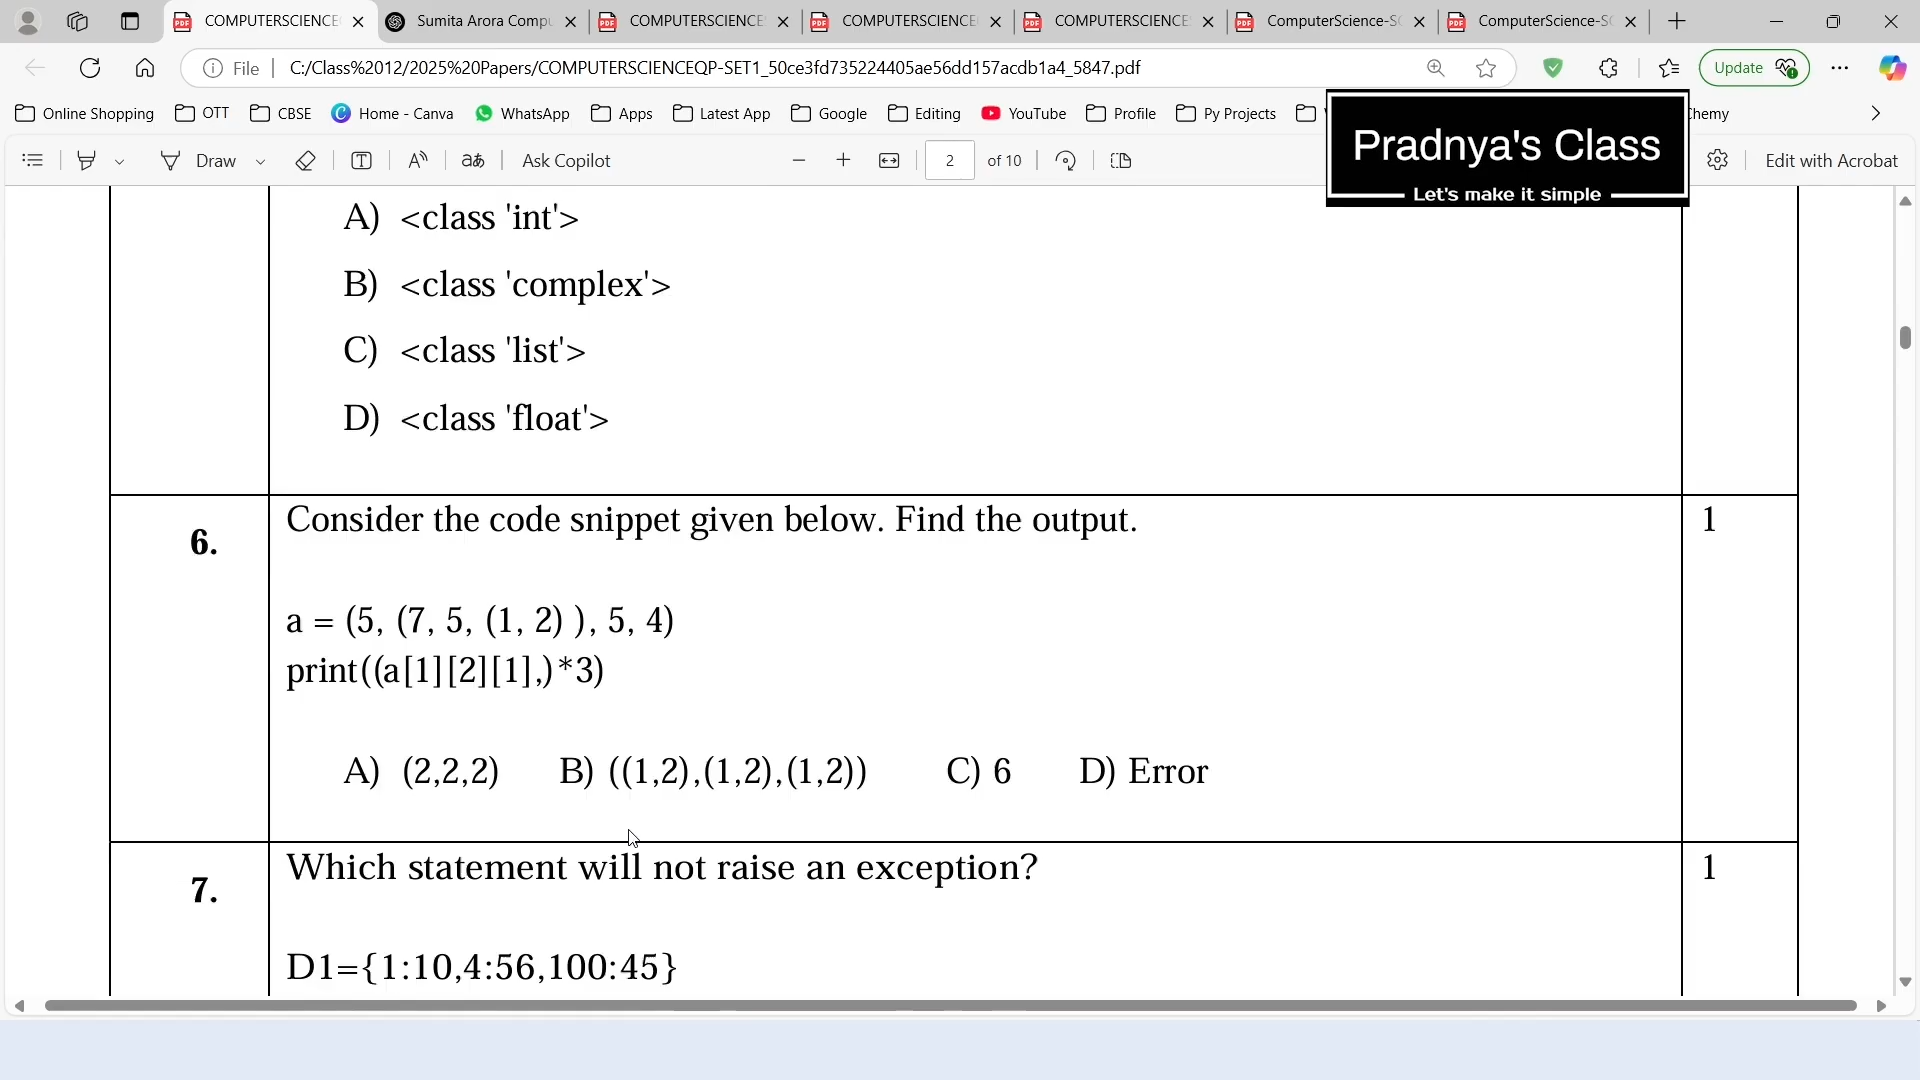 COMPUTERSCIENCE
Sumita Arora Compu
COMPUTERSCIENCE
COMPUTERSCIENCE
COMPUTERSCIENCE
ComputerScience-S
ComputerScience-S
File
C:/Class%2012/2025%20Papers/COMPUTERSCIENCEQP-SET1_50ce3fd735224405ae56dd157acdb1a4_5847.pdf
Update
Online Shopping
OTT
CBSE
Home - Canva
WhatsApp
Apps
Latest App
Google
Editing
YouTube
Profile
Py Projects
Chemy
Pradnya's Class
Let's make it simple
Draw
Ask Copilot
2 of 10
Edit with Acrobat
A) <class 'int'>
B) <class 'complex'>
C) <class 'list'>
D) <class 'float'>
6. Consider the code snippet given below. Find the output. 1
a = (5, (7, 5, (1, 2) ), 5, 4)
print((a[1][2][1],)*3)
A) (2,2,2) B) ((1,2),(1,2),(1,2)) C) 6 D) Error
7. Which statement will not raise an exception? 1
D1={1:10,4:56,100:45}